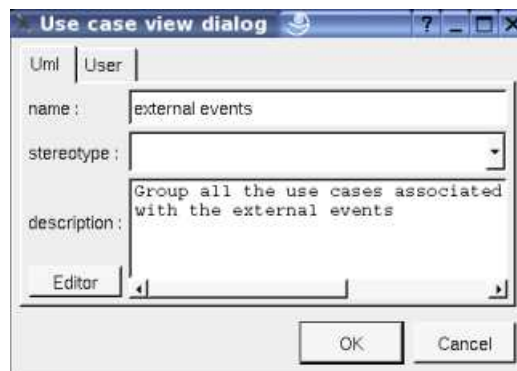 Use case view dialog
Uml User
name : external events
stereotype :
description : Group all the use cases associated
with the external events
Editor
OK Cancel